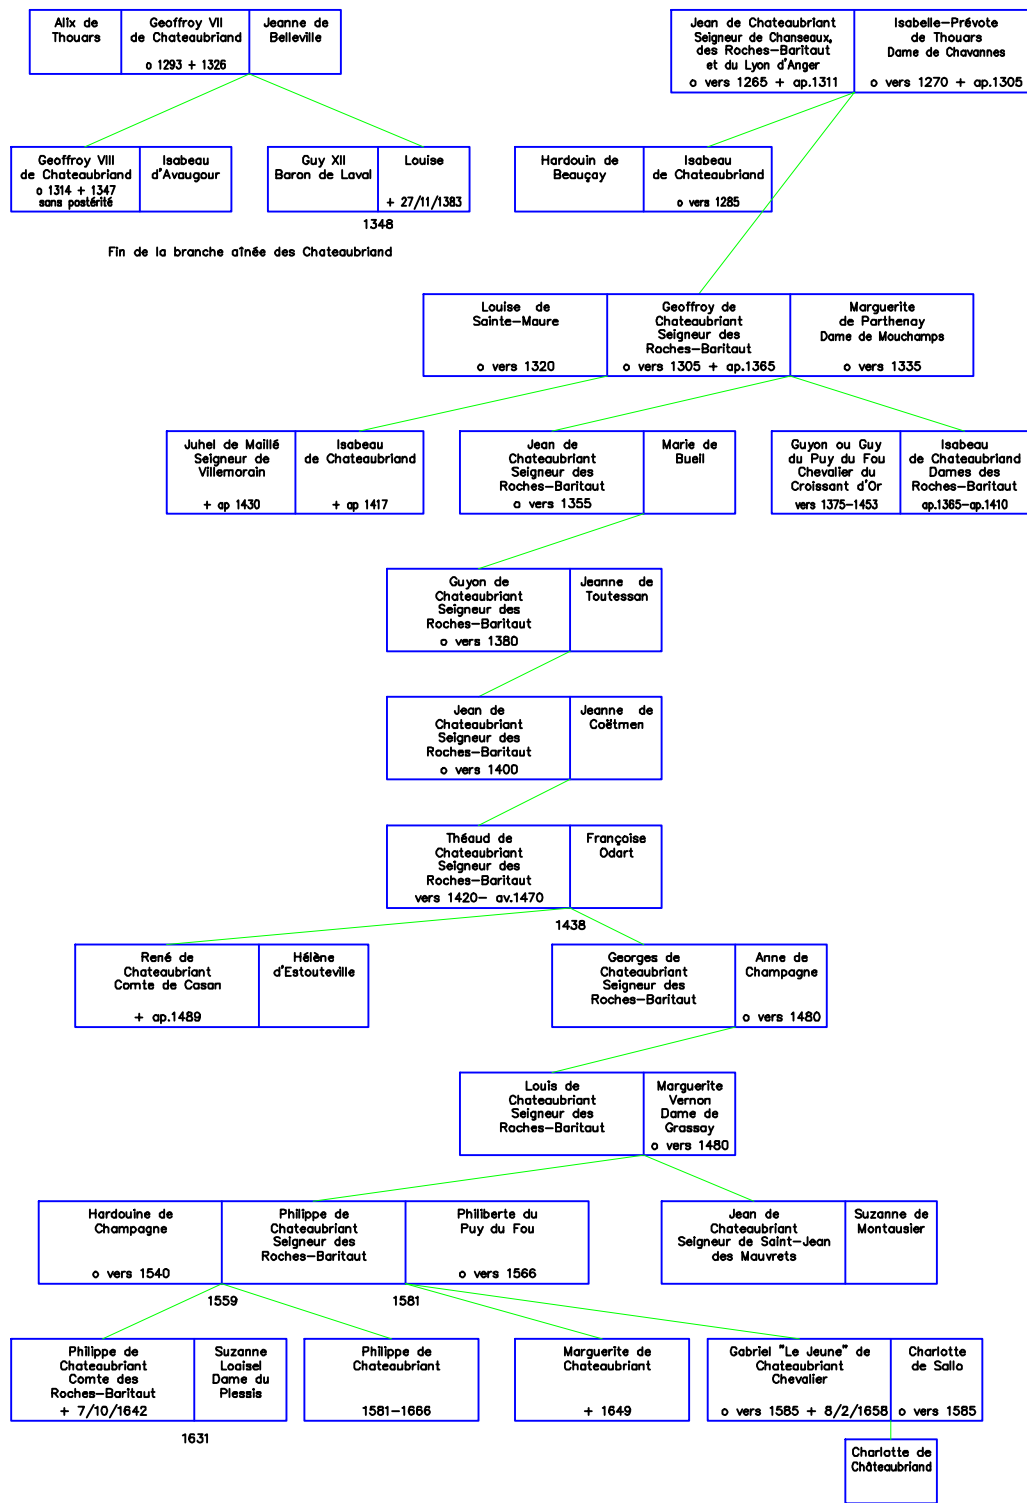 Alix de
Thouars
Geoffroy VII
de Chateaubriand
o 1293 + 1326
Jeanne de
Belleville
Jean de Chateaubriant
Seigneur de Chanseaux,
des Roches-Baritaut
et du Lyon d'Anger
o vers 1265 + ap.1311
Isabelle-Prévote
de Thouars
Dame de Chavannes
o vers 1270 + ap.1305
Geoffroy VIII
de Chateaubriand
o 1314 + 1347
sans postérité
Isabeau
d'Avaugour
Guy XII
Baron de Laval
Louise
+ 27/11/1383
1348
Hardouin de
Beauçay
Isabeau
de Chateaubriand
o vers 1285
Fin de la branche aînée des Chateaubriand
Louise de
Sainte-Maure
o vers 1320
Geoffroy de
Chateaubriant
Seigneur des
Roches-Baritaut
o vers 1305 + ap.1365
Marguerite
de Parthenay
Dame de Mouchamps
o vers 1335
Juhel de Maillé
Seigneur de
Villemorain
+ ap 1430
Isabeau
de Chateaubriand
+ ap 1417
Jean de
Chateaubriant
Seigneur des
Roches-Baritaut
o vers 1355
Marie de
Bueil
Guyon ou Guy
du Puy du Fou
Chevalier du
Croissant d'Or
vers 1375-1453
Isabeau
de Chateaubriand
Dames des
Roches-Baritaut
ap.1365-ap.1410
Guyon de
Chateaubriant
Seigneur des
Roches-Baritaut
o vers 1380
Jeanne de
Toutessan
Jean de
Chateaubriant
Seigneur des
Roches-Baritaut
o vers 1400
Jeanne de
Coëtmen
Théaud de
Chateaubriant
Seigneur des
Roches-Baritaut
vers 1420- av.1470
Françoise
Odart
1438
René de
Chateaubriant
Comte de Casan
+ ap.1489
Hélène
d'Estouteville
Georges de
Chateaubriant
Seigneur des
Roches-Baritaut
Anne de
Champagne
o vers 1480
Louis de
Chateaubriant
Seigneur des
Roches-Baritaut
Marguerite
Vernon
Dame de
Grassay
o vers 1480
Hardouine de
Champagne
o vers 1540
Philippe de
Chateaubriant
Seigneur des
Roches-Baritaut
Philiberte du
Puy du Fou
o vers 1566
Jean de
Chateaubriant
Seigneur de Saint-Jean
des Mauvrets
Suzanne de
Montausier
1559
1581
Philippe de
Chateaubriant
Comte des
Roches-Baritaut
+ 7/10/1642
Suzanne
Loaisel
Dame du
Plessis
1631
Philippe de
Chateaubriant
1581-1666
Marguerite de
Chateaubriant
+ 1649
Gabriel "Le Jeune" de
Chateaubriant
Chevalier
o vers 1585 + 8/2/1658
Charlotte
de Sallo
o vers 1585
Charlotte de
Châteaubriand